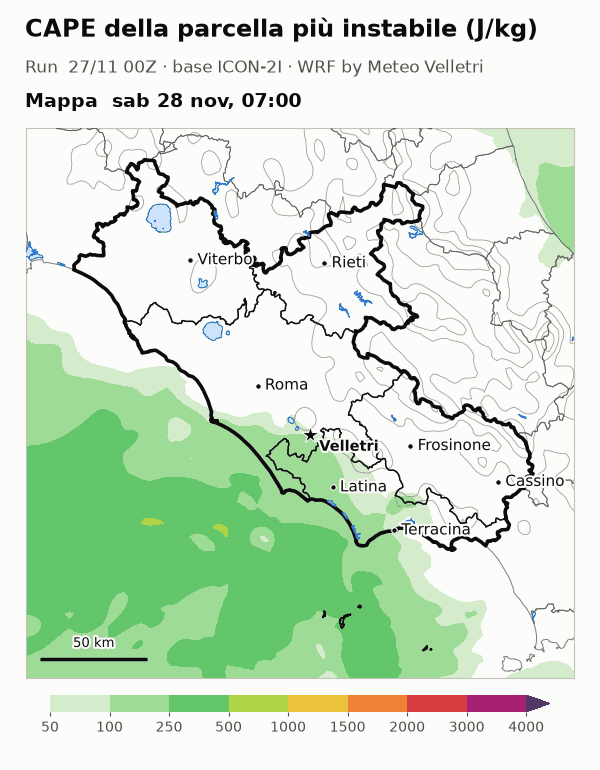 CAPE della parcella più instabile (J/kg)
Run  27/11 00Z · base ICON-2I · WRF by Meteo Velletri
Mappa  sab 28 nov, 07:00
Viterbo
Rieti
Roma
Velletri
Frosinone
Cassino
Latina
Terracina
50 km
50 100 250 500 1000 1500 2000 3000 4000